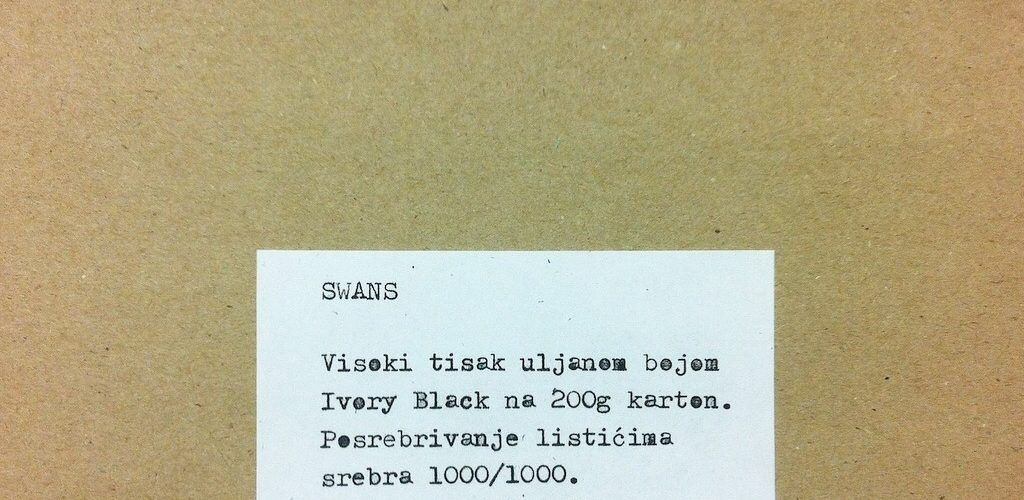 SWANS
Visoki tisak uljanom bojom
Ivory Black na 200g karton.
Posrebrivanje listićima
srebra 1000/1000.